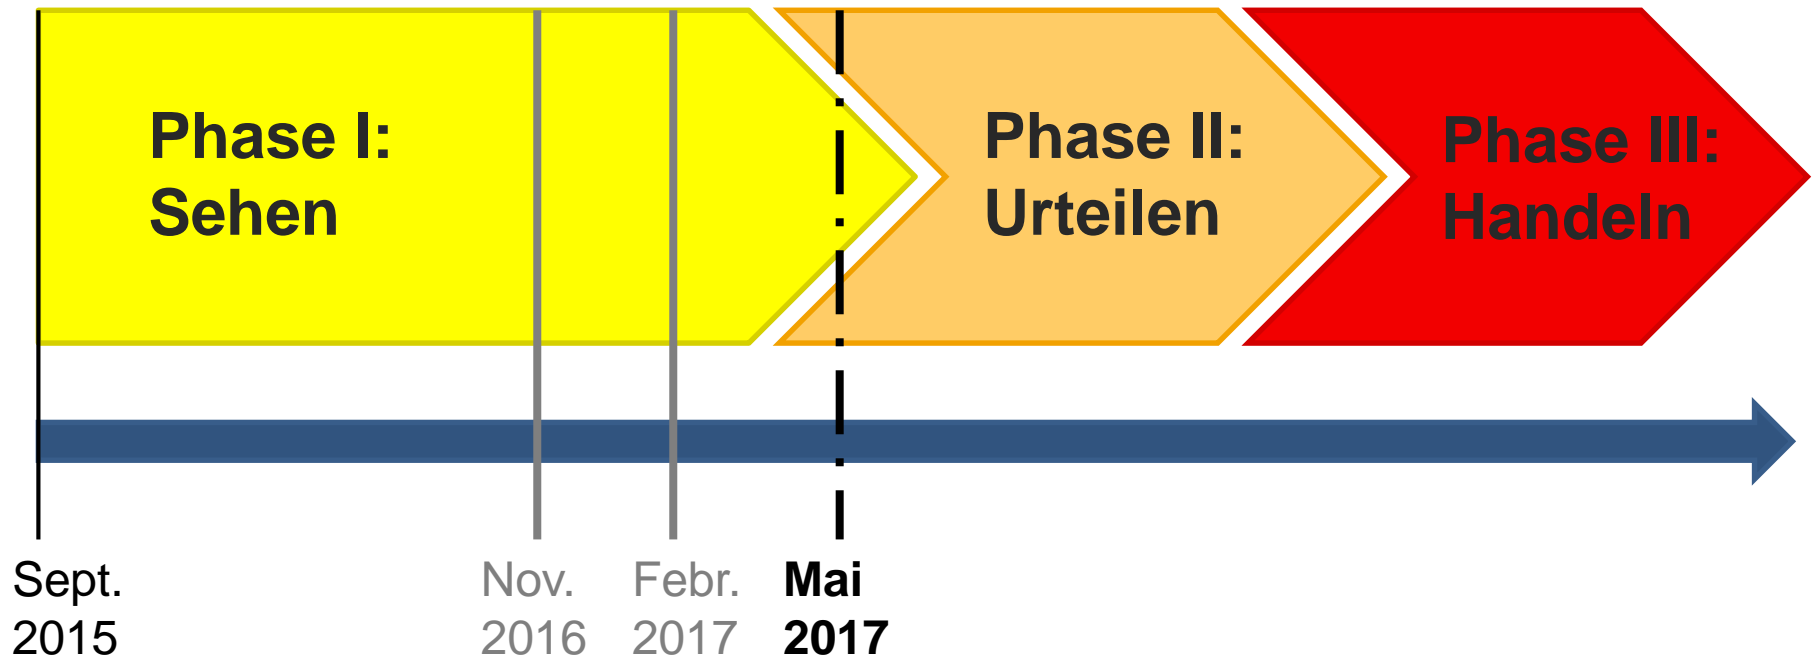 Phase I:
Sehen
Phase II:
Urteilen
Phase III:
Handeln
Sept.
2015
Nov.
2016
Febr.
2017
Mai
2017